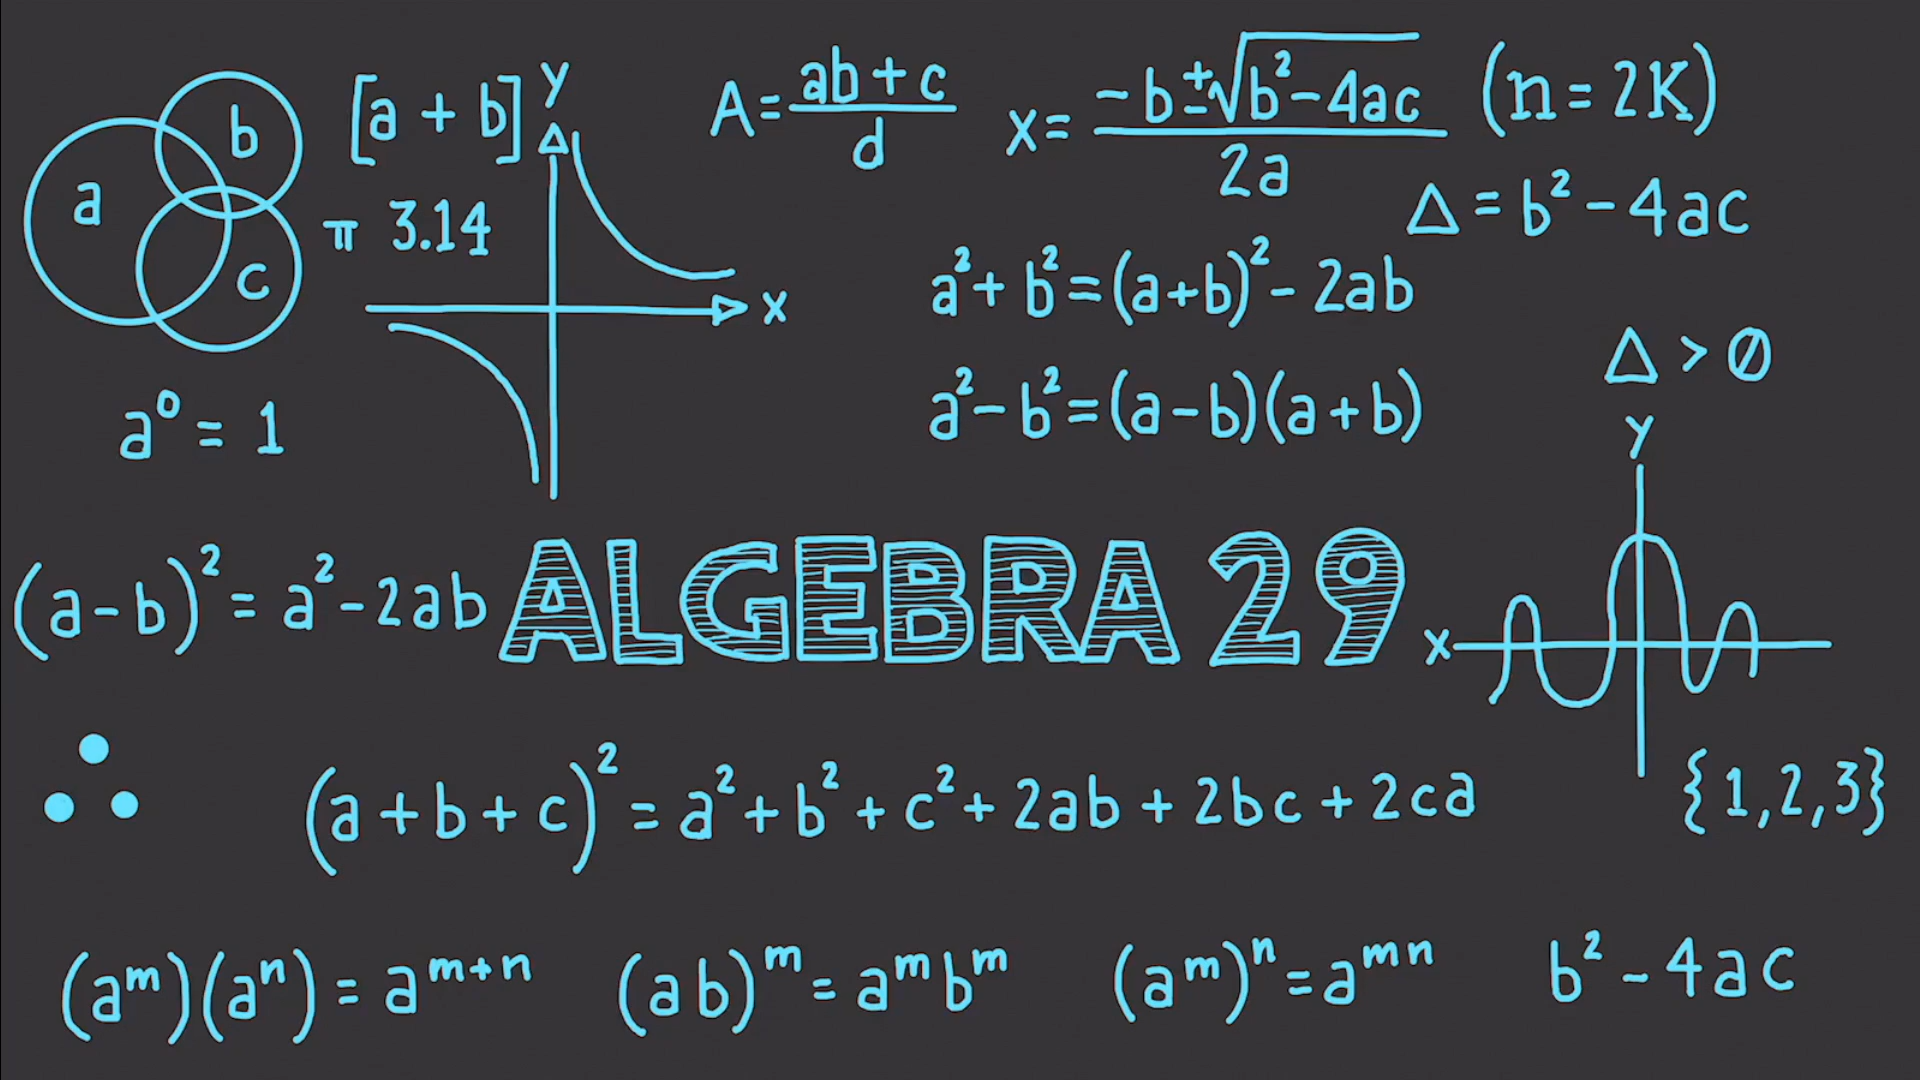 a
b
c
[a + b]
π 3.14
a⁰ = 1
y
x
A = (ab + c)/d
x = (-b ± √(b² - 4ac))/2a
(n = 2K)
Δ = b² - 4ac
a² + b² = (a+b)² - 2ab
a² - b² = (a-b)(a+b)
Δ > 0
(a-b)² = a² - 2ab
ALGEBRA 29
y
x
∴
(a+b+c)² = a² + b² + c² + 2ab + 2bc + 2ca
{1,2,3}
(aᵐ)(aⁿ) = aᵐ⁺ⁿ
(ab)ᵐ = aᵐbᵐ
(aᵐ)ⁿ = aᵐⁿ
b² - 4ac